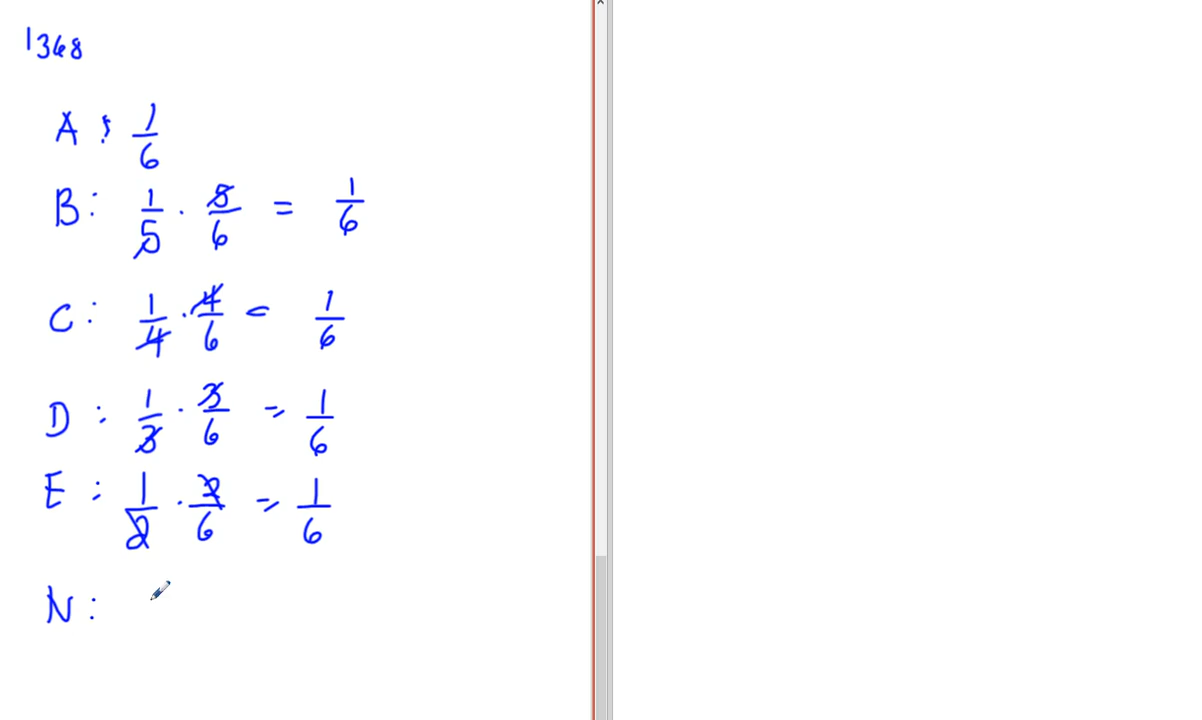 1368
A : 1/6
B : 1/5 · 5/6 = 1/6
C : 1/4 · 4/6 = 1/6
D : 1/3 · 3/6 = 1/6
E : 1/2 · 2/6 = 1/6
N :